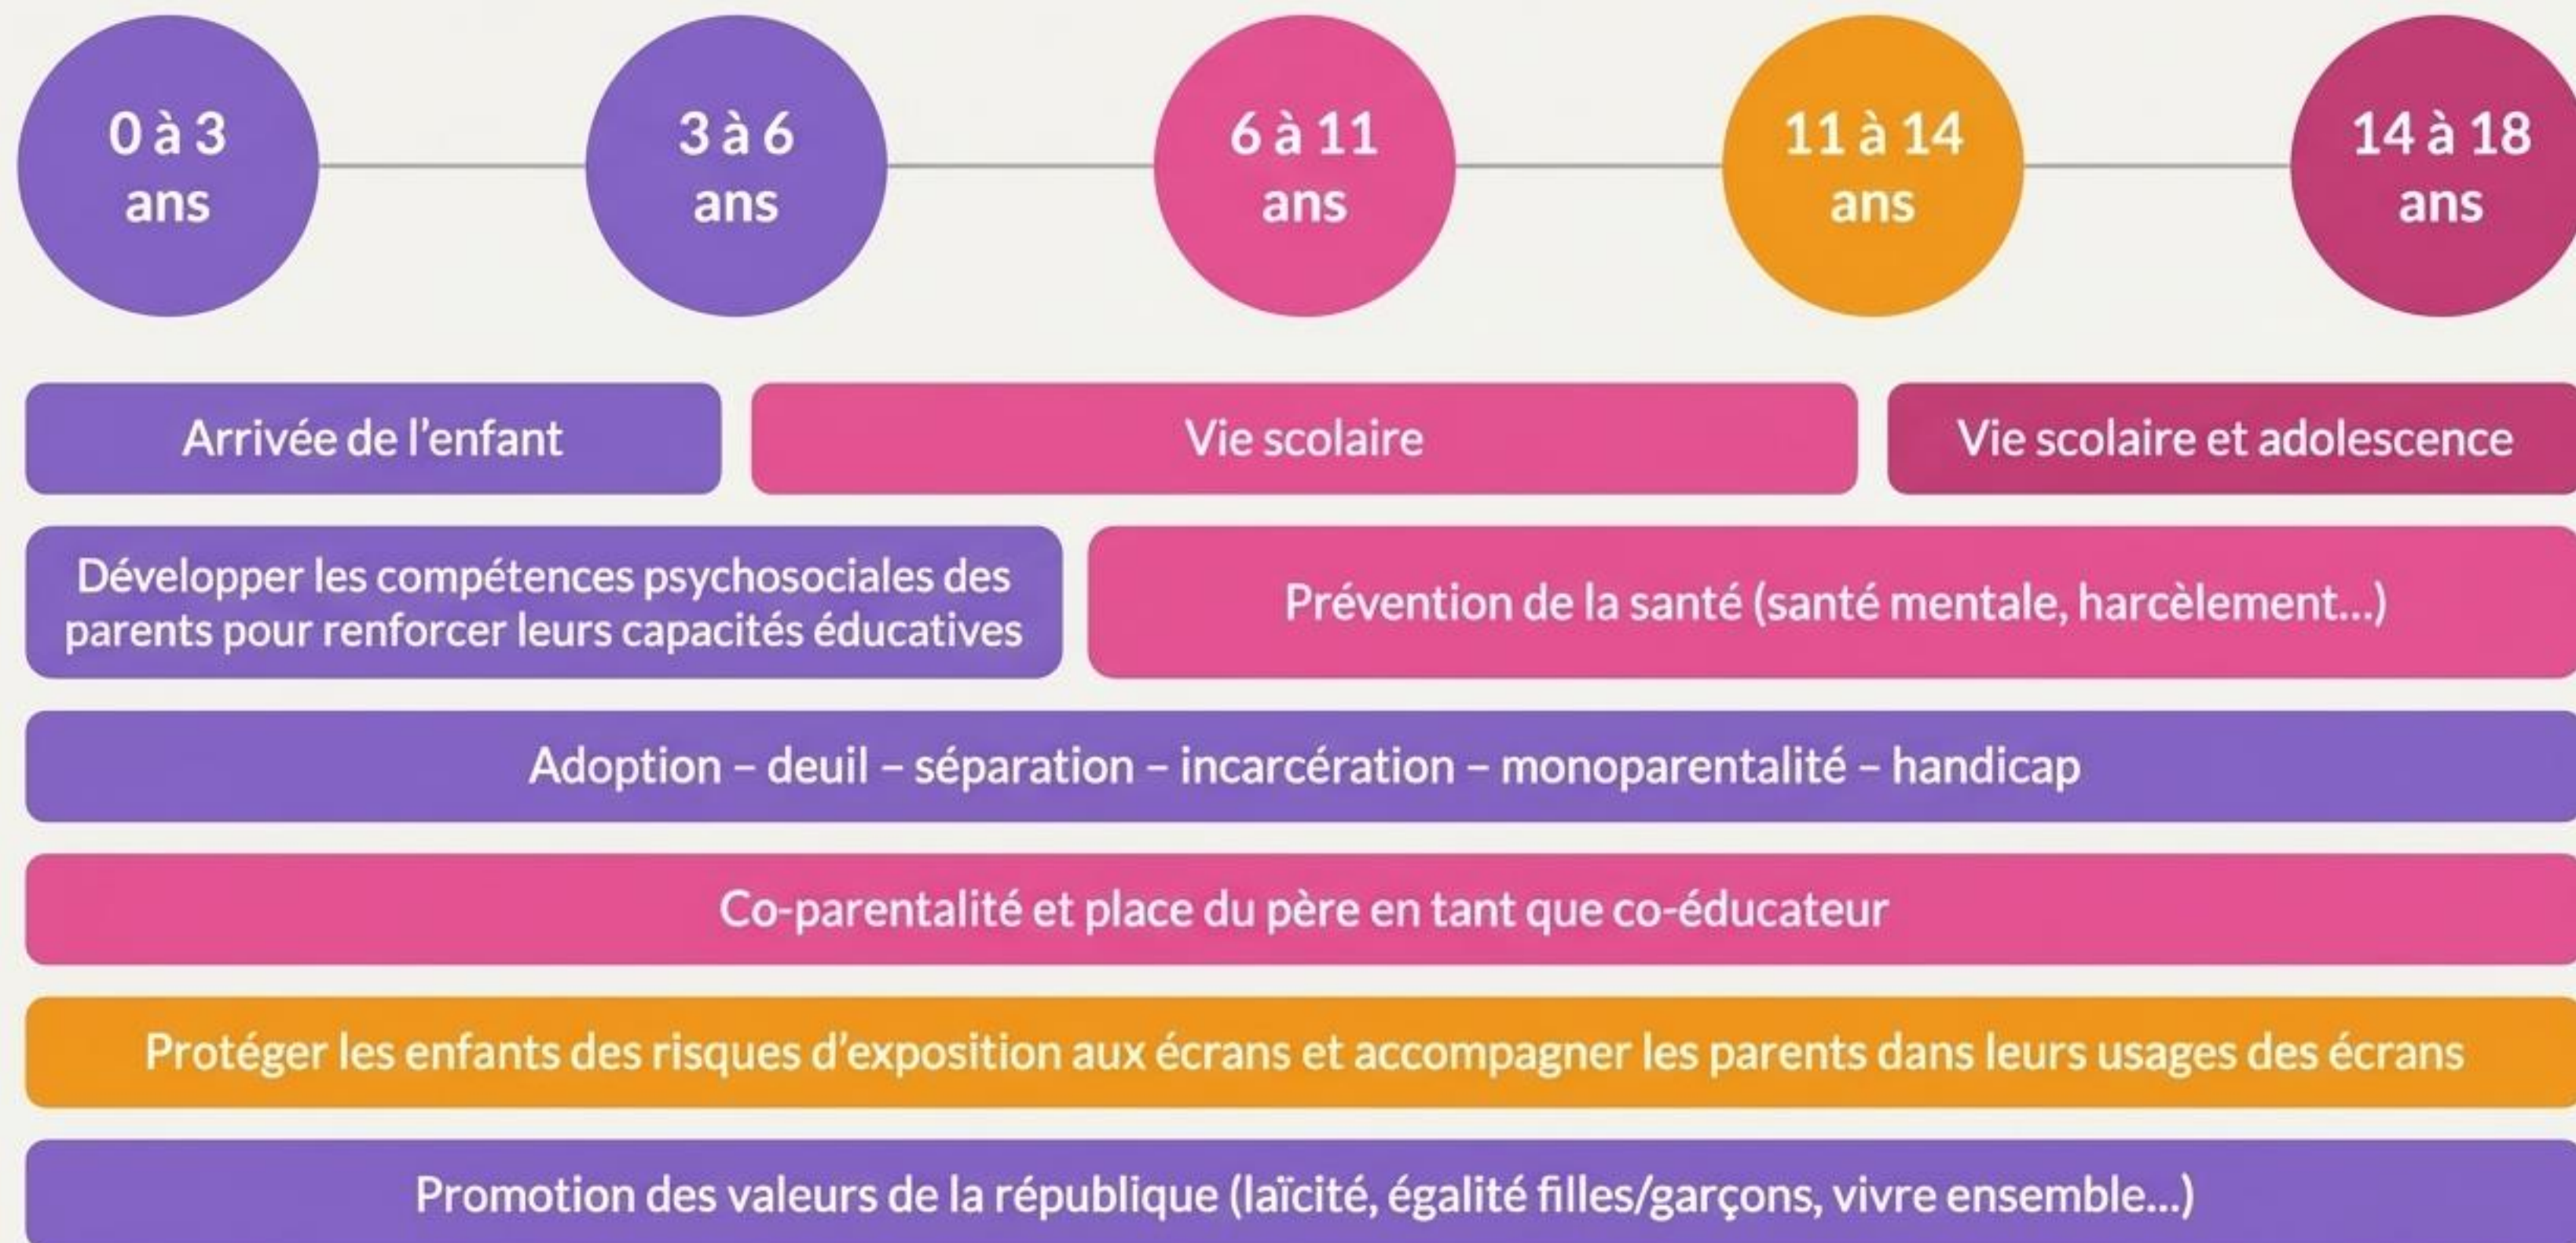 0 à 3
ans
3 à 6
ans
6 à 11
ans
11 à 14
ans
14 à 18
ans
Arrivée de l’enfant
Vie scolaire
Vie scolaire et adolescence
Développer les compétences psychosociales des
parents pour renforcer leurs capacités éducatives
Prévention de la santé (santé mentale, harcèlement...)
Adoption – deuil – séparation – incarcération – monoparentalité – handicap
Co-parentalité et place du père en tant que co-éducateur
Protéger les enfants des risques d’exposition aux écrans et accompagner les parents dans leurs usages des écrans
Promotion des valeurs de la république (laïcité, égalité filles/garçons, vivre ensemble...)